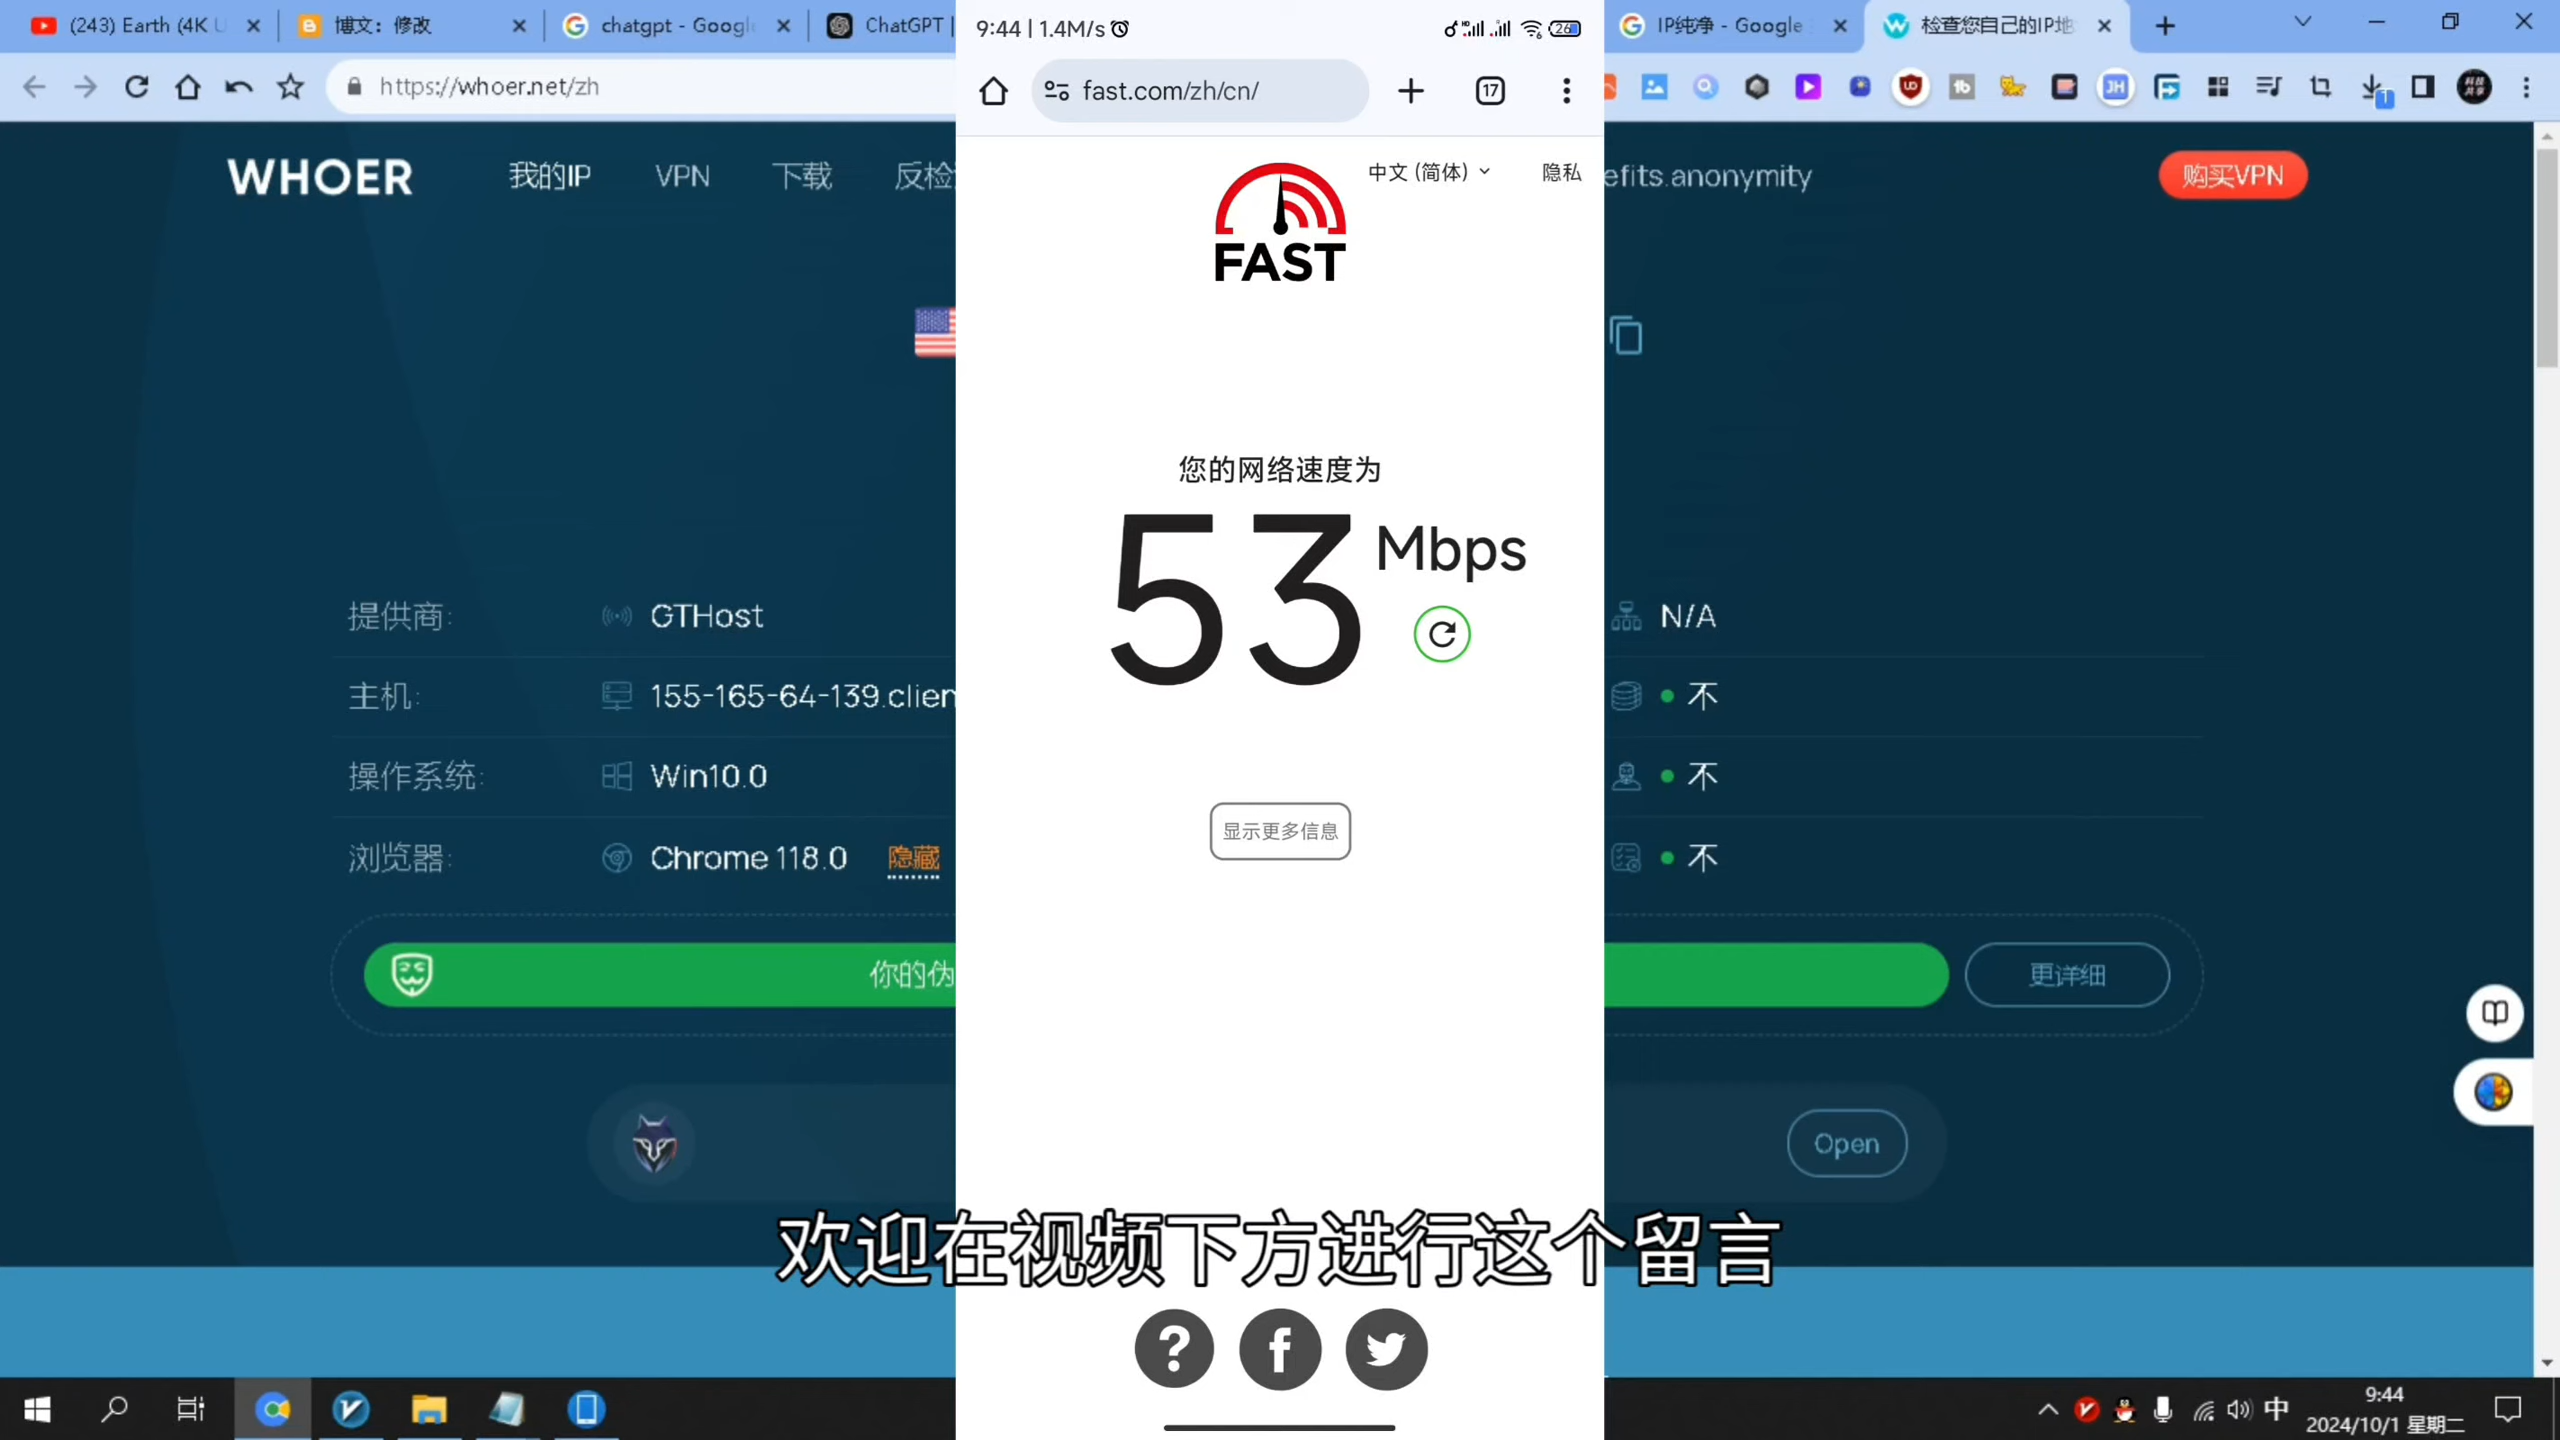 (243) Earth (4K U
博文：修改
chatgpt - Google
ChatGPT |
IP纯净 - Google
检查您自己的IP地
https://whoer.net/zh
9:44 | 1.4M/s
26
fast.com/zh/cn/
17
WHOER
我的IP
VPN
下载
反检
efits.anonymity
购买VPN
中文 (简体)
隐私
FAST
您的网络速度为
53 Mbps
显示更多信息
提供商:
GTHost
N/A
主机:
155-165-64-139.clien
不
操作系统:
Win10.0
不
浏览器:
Chrome 118.0
隐藏
不
你的伪
更详细
Open
欢迎在视频下方进行这个留言
中
9:44
2024/10/1 星期二